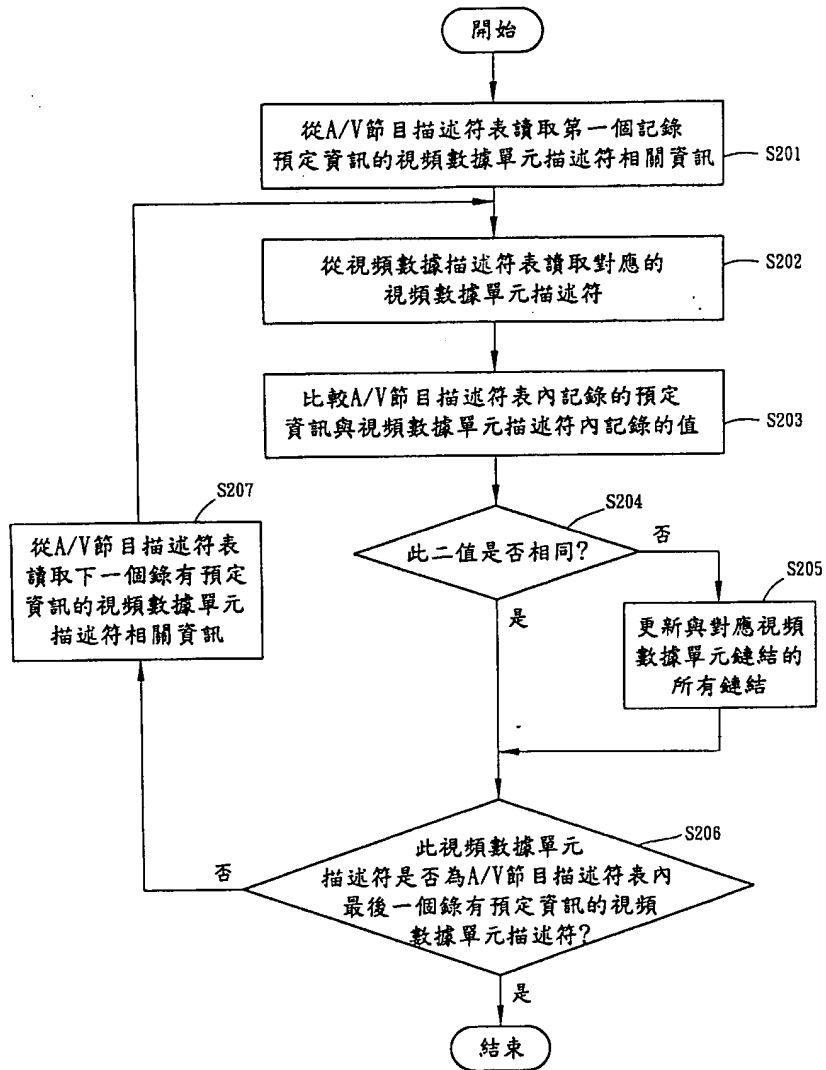 開始
從A/V節目描述符表讀取第一個記錄
預定資訊的視頻數據單元描述符相關資訊
S201
從視頻數據描述符表讀取對應的
視頻數據單元描述符
S202
比較A/V節目描述符表內記錄的預定
資訊與視頻數據單元描述符內記錄的值
S203
此二值是否相同?
S204
否
是
更新與對應視頻
數據單元鏈結的
所有鏈結
S205
此視頻數據單元
描述符是否為A/V節目描述符表內
最後一個錄有預定資訊的視頻
數據單元描述符?
S206
否
是
從A/V節目描述符表
讀取下一個錄有預定
資訊的視頻數據單元
描述符相關資訊
S207
結束